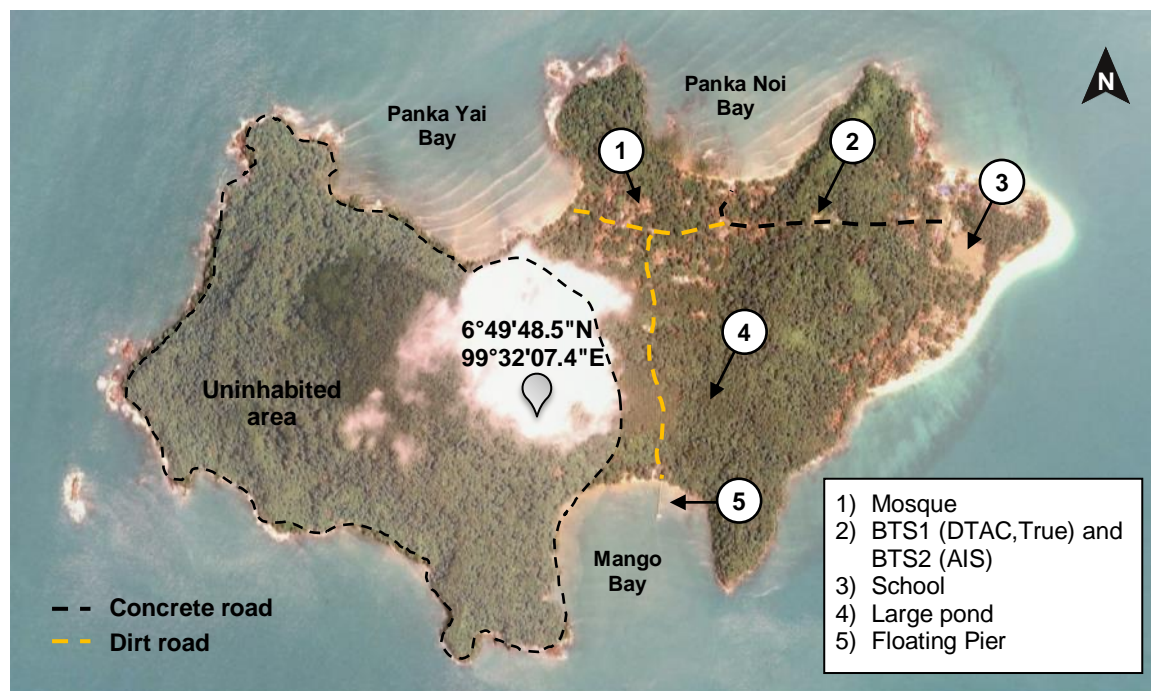 Panka Yai
Bay
Panka Noi
Bay
N
1
2
3
6°49'48.5"N
99°32'07.4"E
4
Uninhabited
area
5
Mango
Bay
Concrete road
Dirt road
1) Mosque
2) BTS1 (DTAC,True) and
BTS2 (AIS)
3) School
4) Large pond
5) Floating Pier